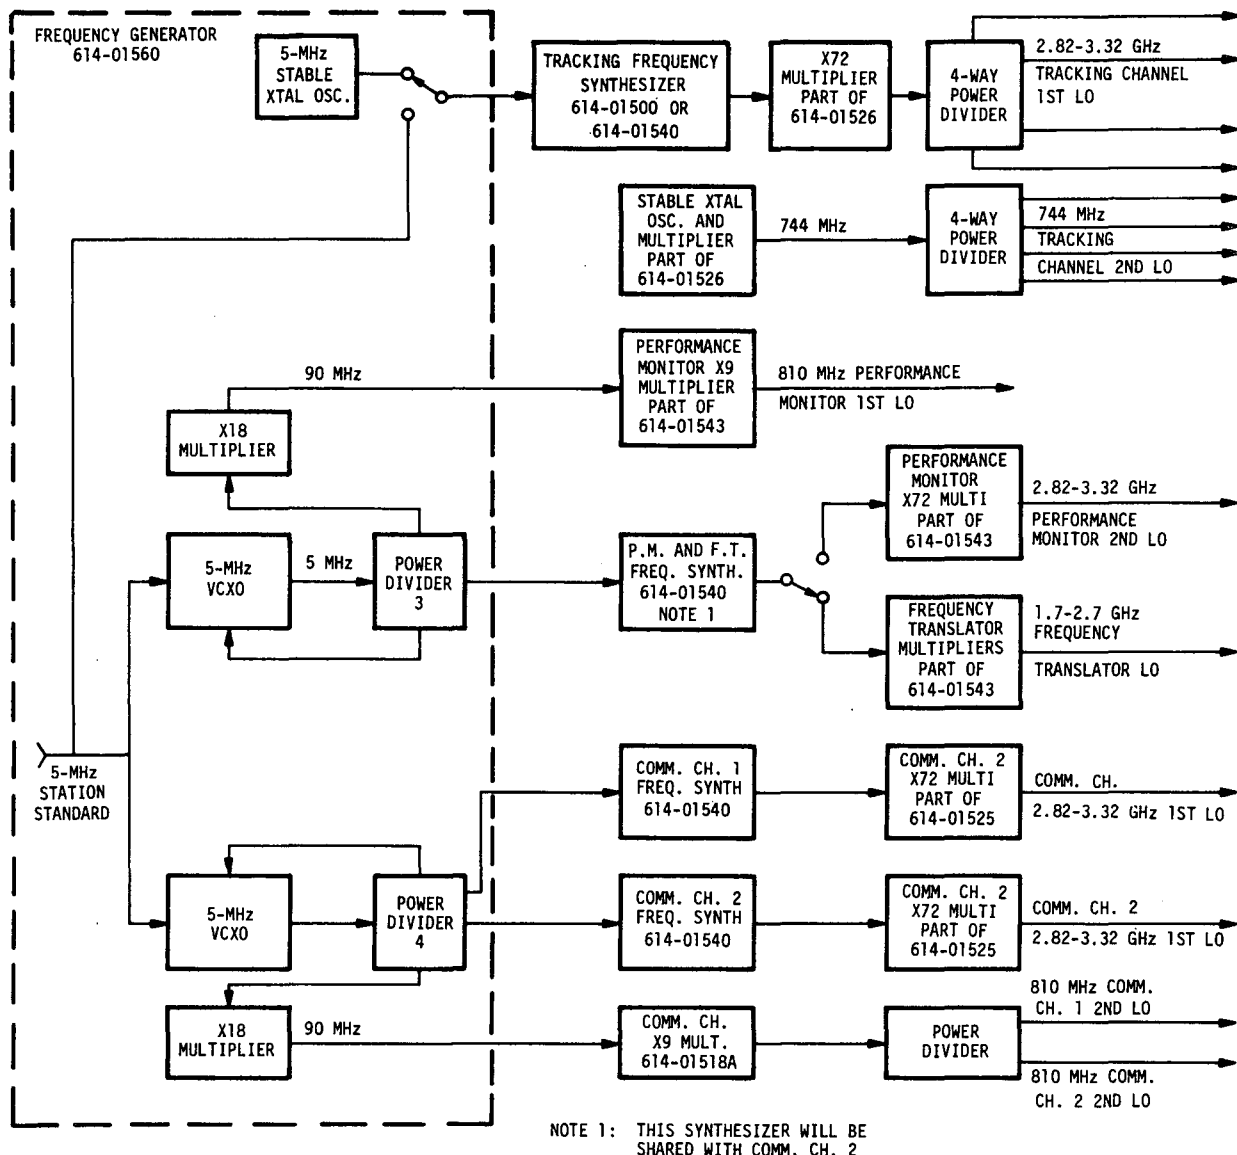 FREQUENCY GENERATOR
614-01560
5-MHz
STABLE
XTAL OSC.
TRACKING FREQUENCY
SYNTHESIZER
614-01500 OR
614-01540
X72
MULTIPLIER
PART OF
614-01526
4-WAY
POWER
DIVIDER
2.82-3.32 GHz
TRACKING CHANNEL
1ST LO
STABLE XTAL
OSC. AND
MULTIPLIER
PART OF
614-01526
744 MHz
4-WAY
POWER
DIVIDER
744 MHz
TRACKING
CHANNEL 2ND LO
90 MHz
PERFORMANCE
MONITOR X9
MULTIPLIER
PART OF
614-01543
810 MHz PERFORMANCE
MONITOR 1ST LO
X18
MULTIPLIER
5-MHz
VCXO
5 MHz
POWER
DIVIDER
3
P.M. AND F.T.
FREQ. SYNTH.
614-01540
NOTE 1
PERFORMANCE
MONITOR
X72 MULTI
PART OF
614-01543
2.82-3.32 GHz
PERFORMANCE
MONITOR 2ND LO
FREQUENCY
TRANSLATOR
MULTIPLIERS
PART OF
614-01543
1.7-2.7 GHz
FREQUENCY
TRANSLATOR LO
5-MHz
STATION
STANDARD
COMM. CH. 1
FREQ. SYNTH
614-01540
COMM. CH. 2
X72 MULTI
PART OF
614-01525
COMM. CH.
2.82-3.32 GHz 1ST LO
5-MHz
VCXO
POWER
DIVIDER
4
COMM. CH. 2
FREQ. SYNTH
614-01540
COMM. CH. 2
X72 MULTI
PART OF
614-01525
COMM. CH. 2
2.82-3.32 GHz 1ST LO
X18
MULTIPLIER
90 MHz
COMM. CH.
X9 MULT.
614-01518A
POWER
DIVIDER
810 MHz COMM.
CH. 1 2ND LO
810 MHz COMM.
CH. 2 2ND LO
NOTE 1: THIS SYNTHESIZER WILL BE
SHARED WITH COMM. CH. 2